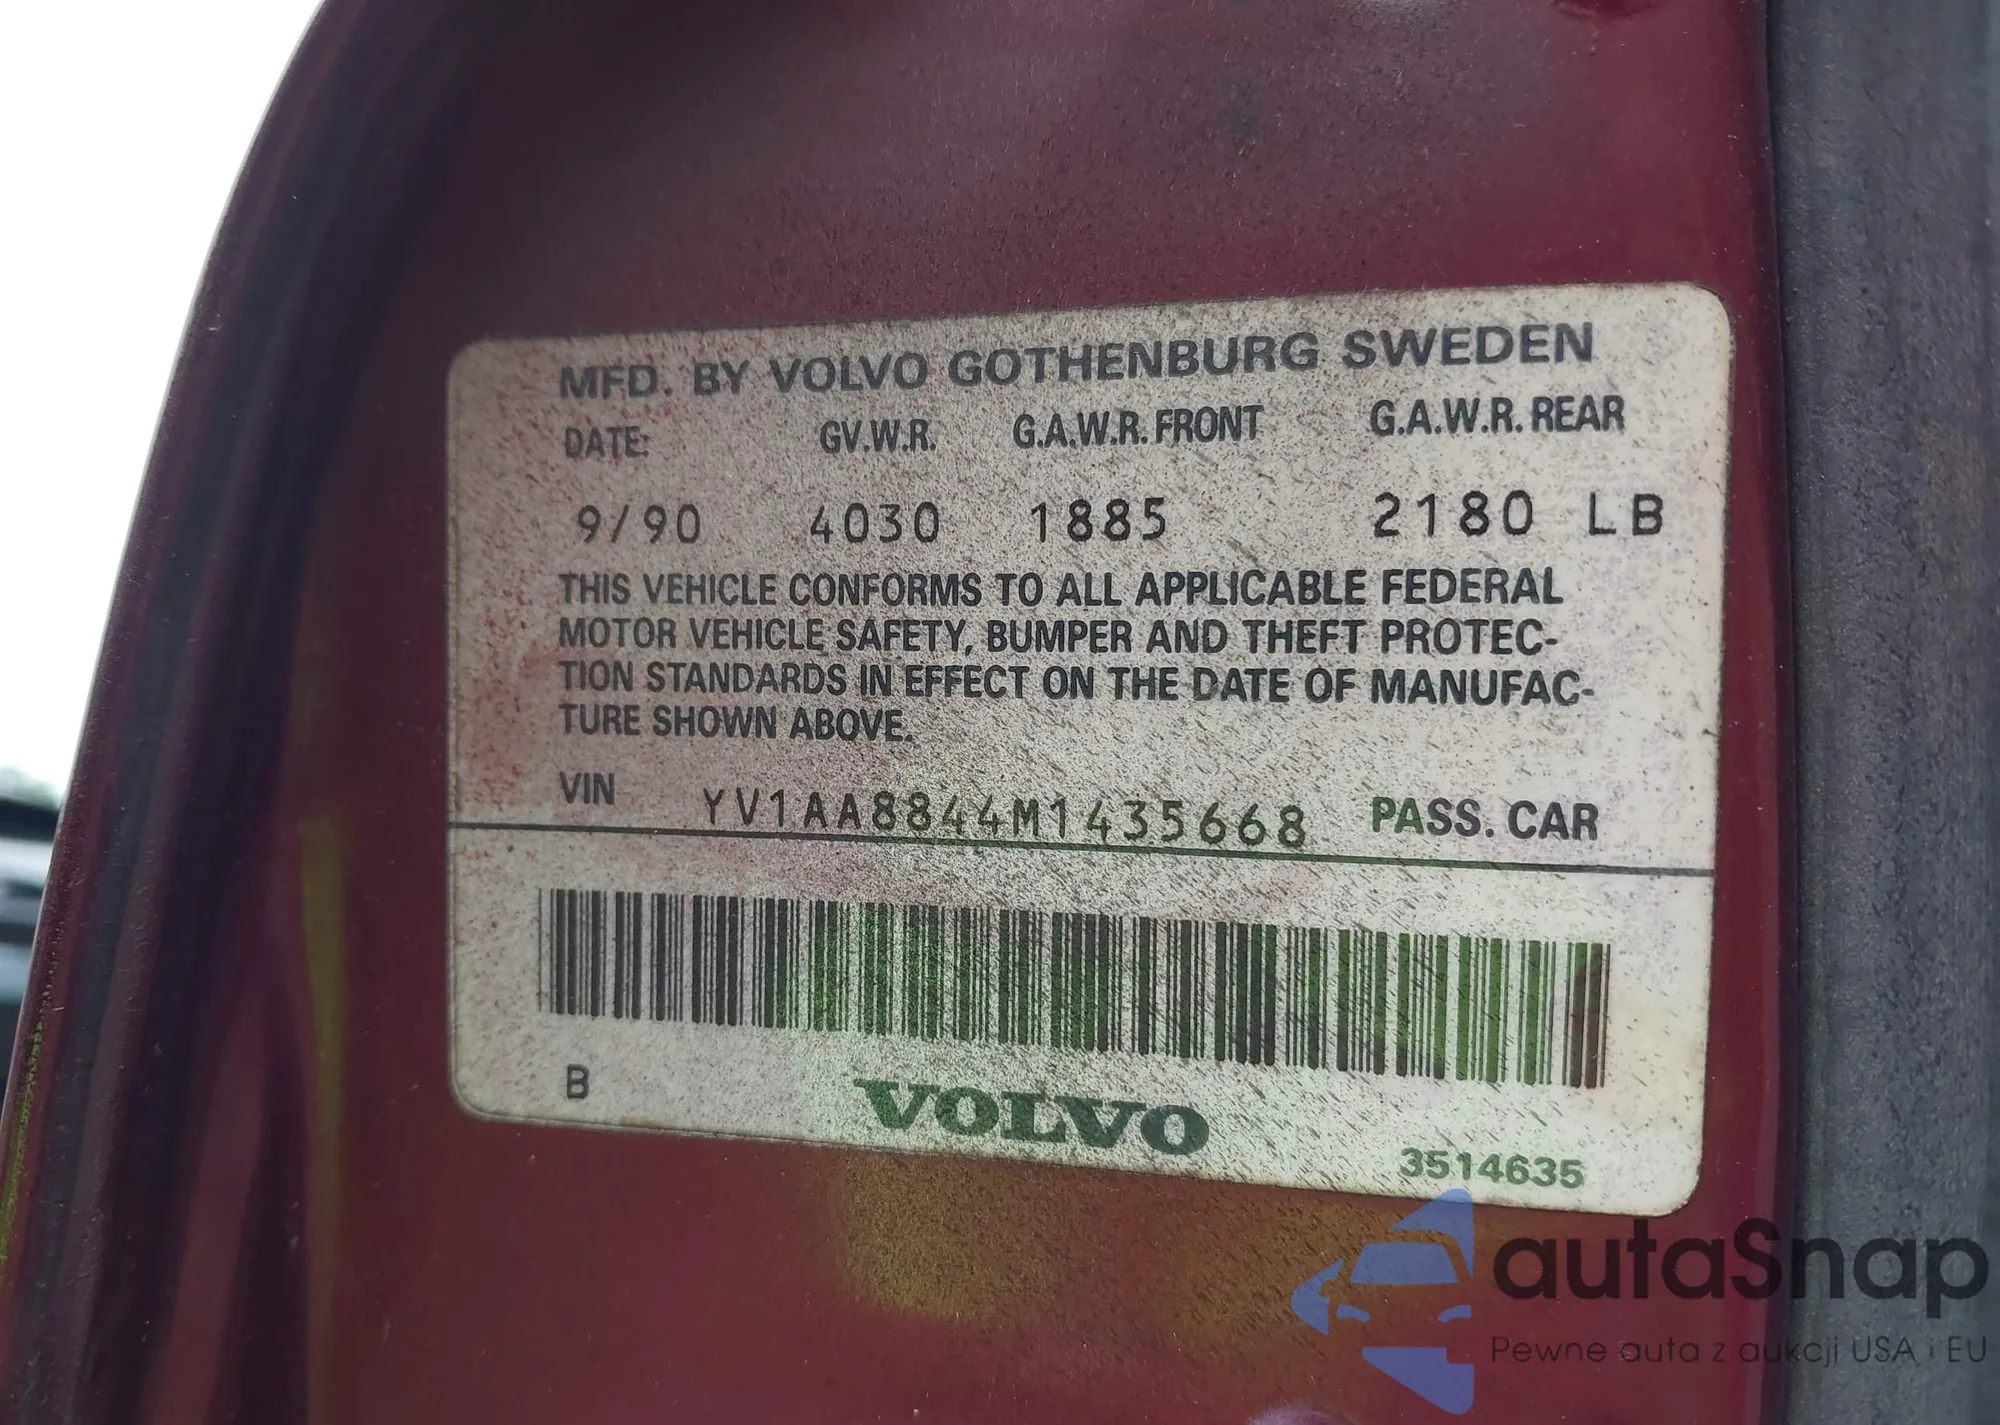 MFD. BY VOLVO GOTHENBURG SWEDEN
DATE: GV.W.R. G.A.W.R. FRONT G.A.W.R. REAR
9/90 4030 1885 2180 LB
THIS VEHICLE CONFORMS TO ALL APPLICABLE FEDERAL
MOTOR VEHICLE SAFETY, BUMPER AND THEFT PROTEC-
TION STANDARDS IN EFFECT ON THE DATE OF MANUFAC-
TURE SHOWN ABOVE.
VIN YV1AA8844M1435668 PASS. CAR
B
VOLVO
3514635
autaSnap
Pewne auta z aukcji USA i EU